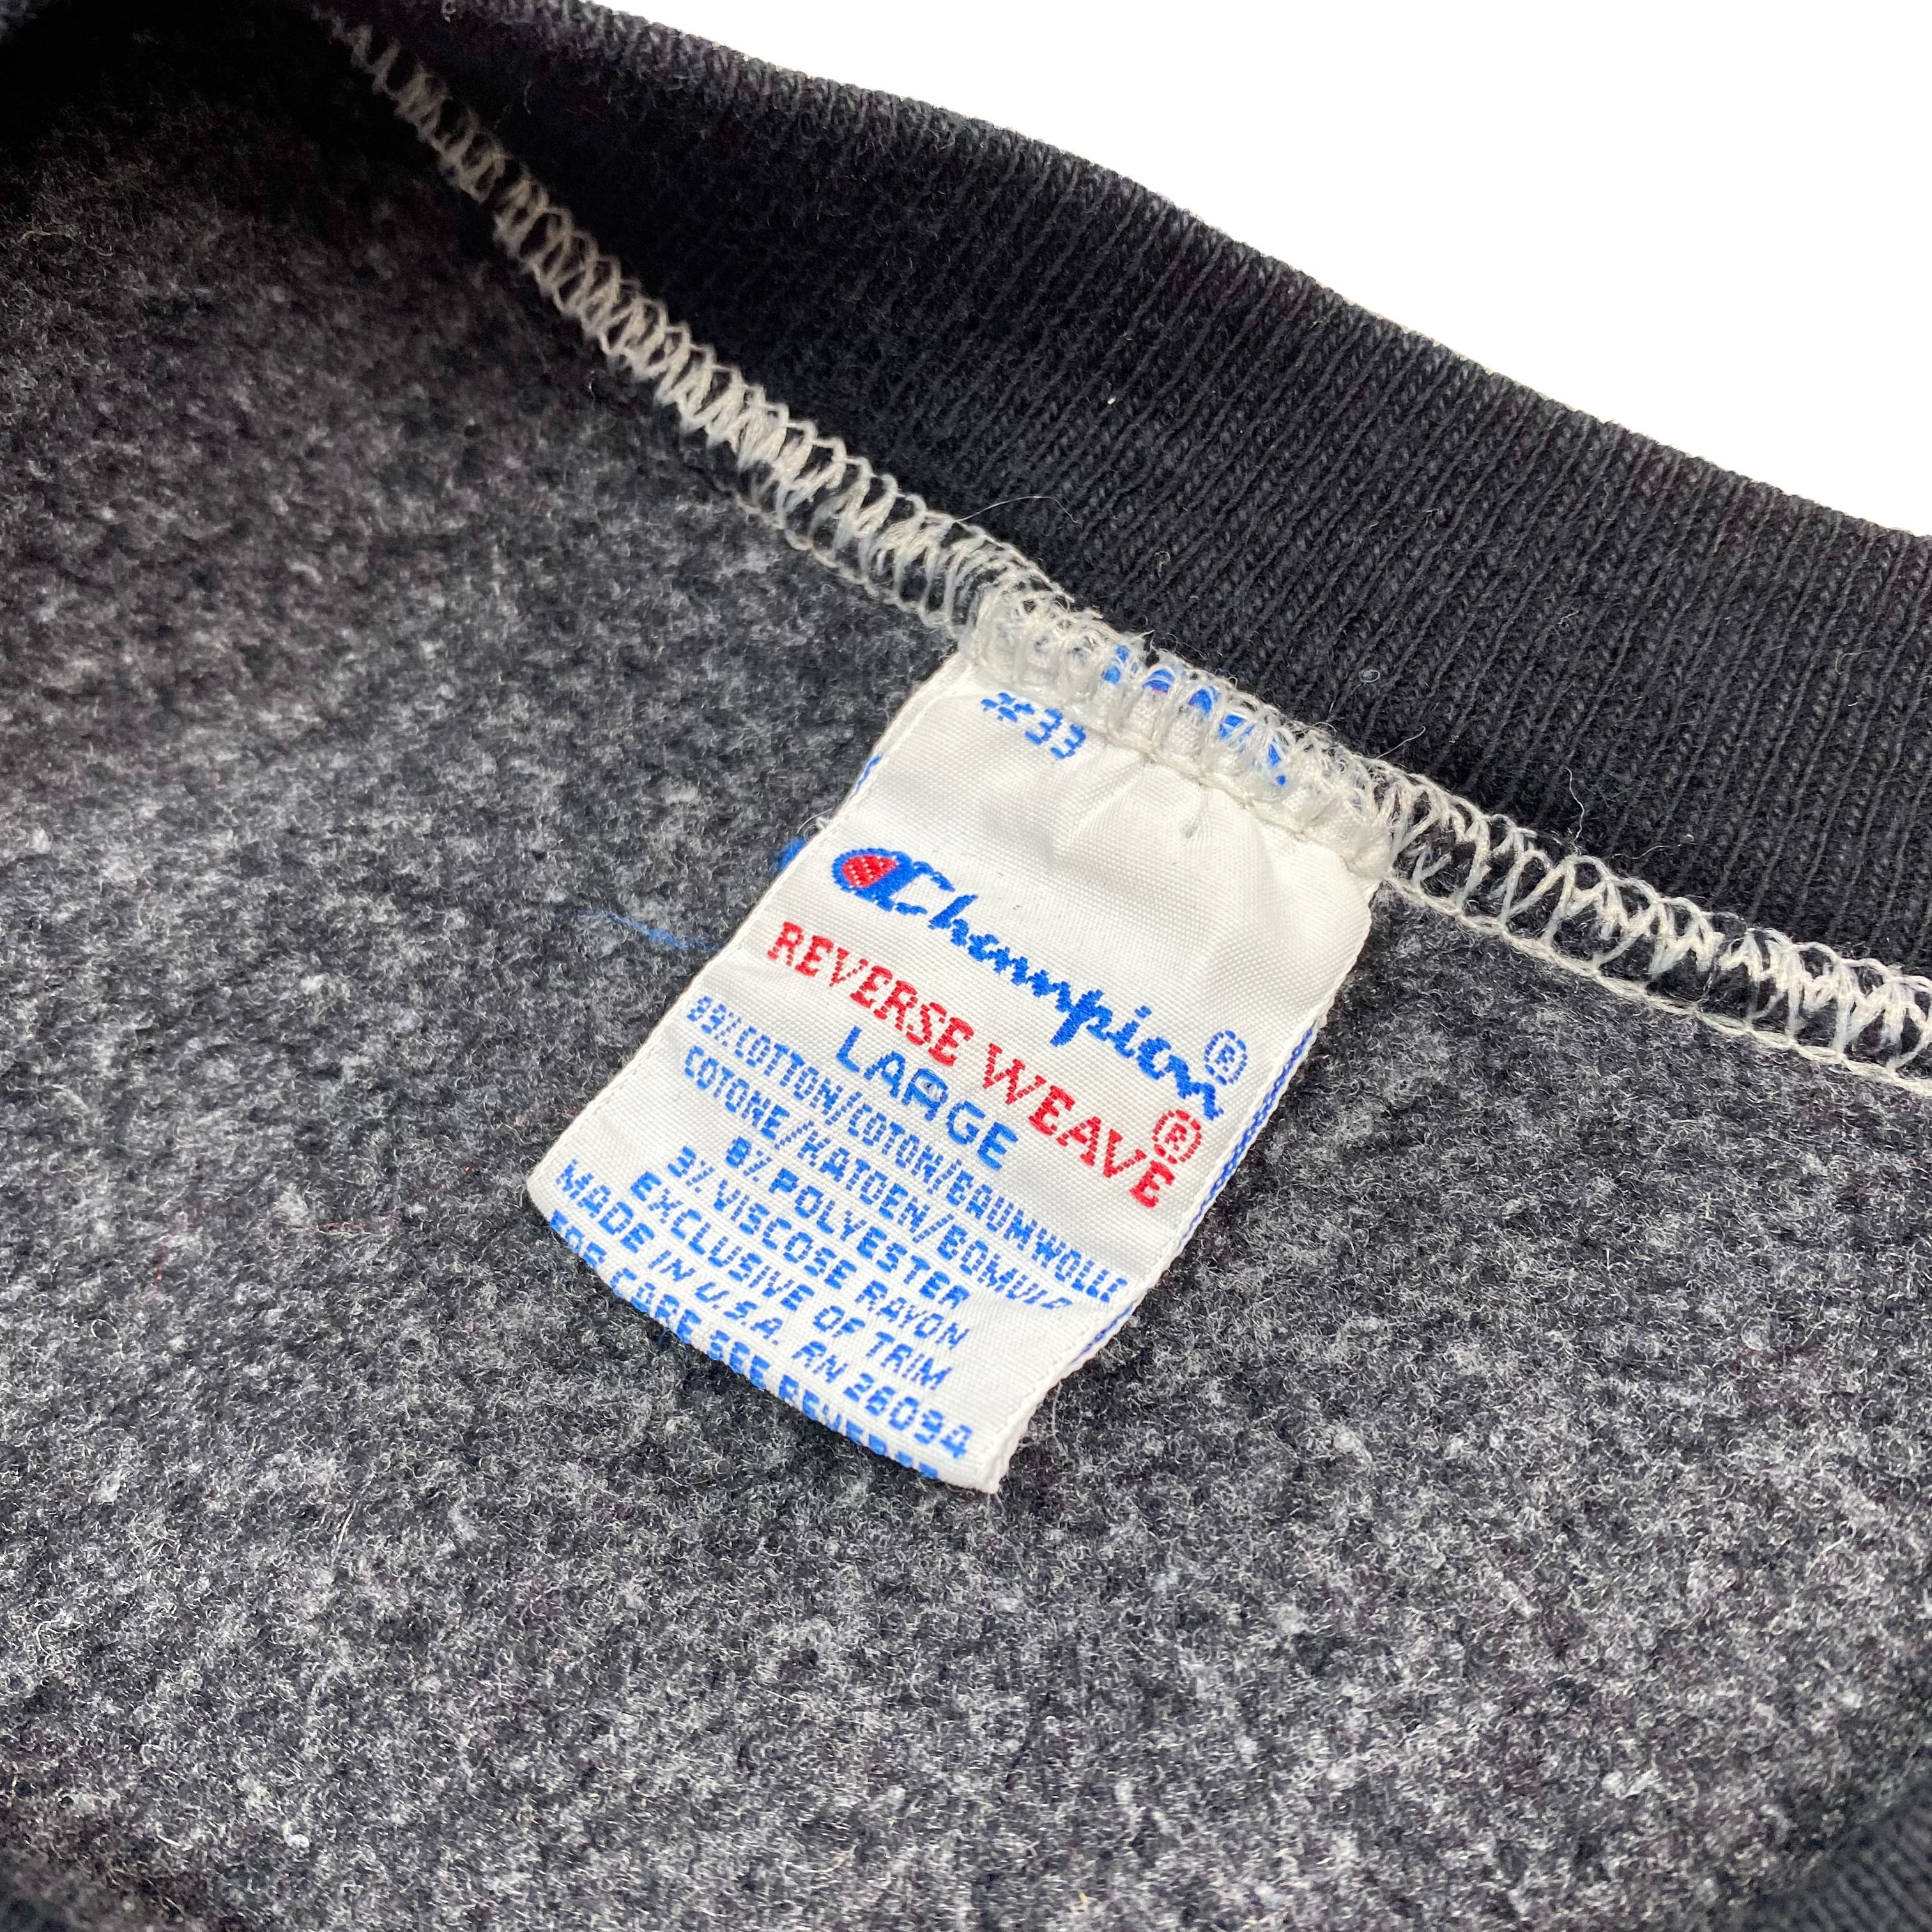 #33
Champion®
REVERSE WEAVE®
LARGE
89% COTTON/COTON/BAUMWOLLE
COTONE/KATOEN/BOMULD
8% POLYESTER
3% VISCOSE RAYON
EXCLUSIVE OF TRIM
MADE IN U.S.A. RN 26094
FOR CARE SEE REVERSE